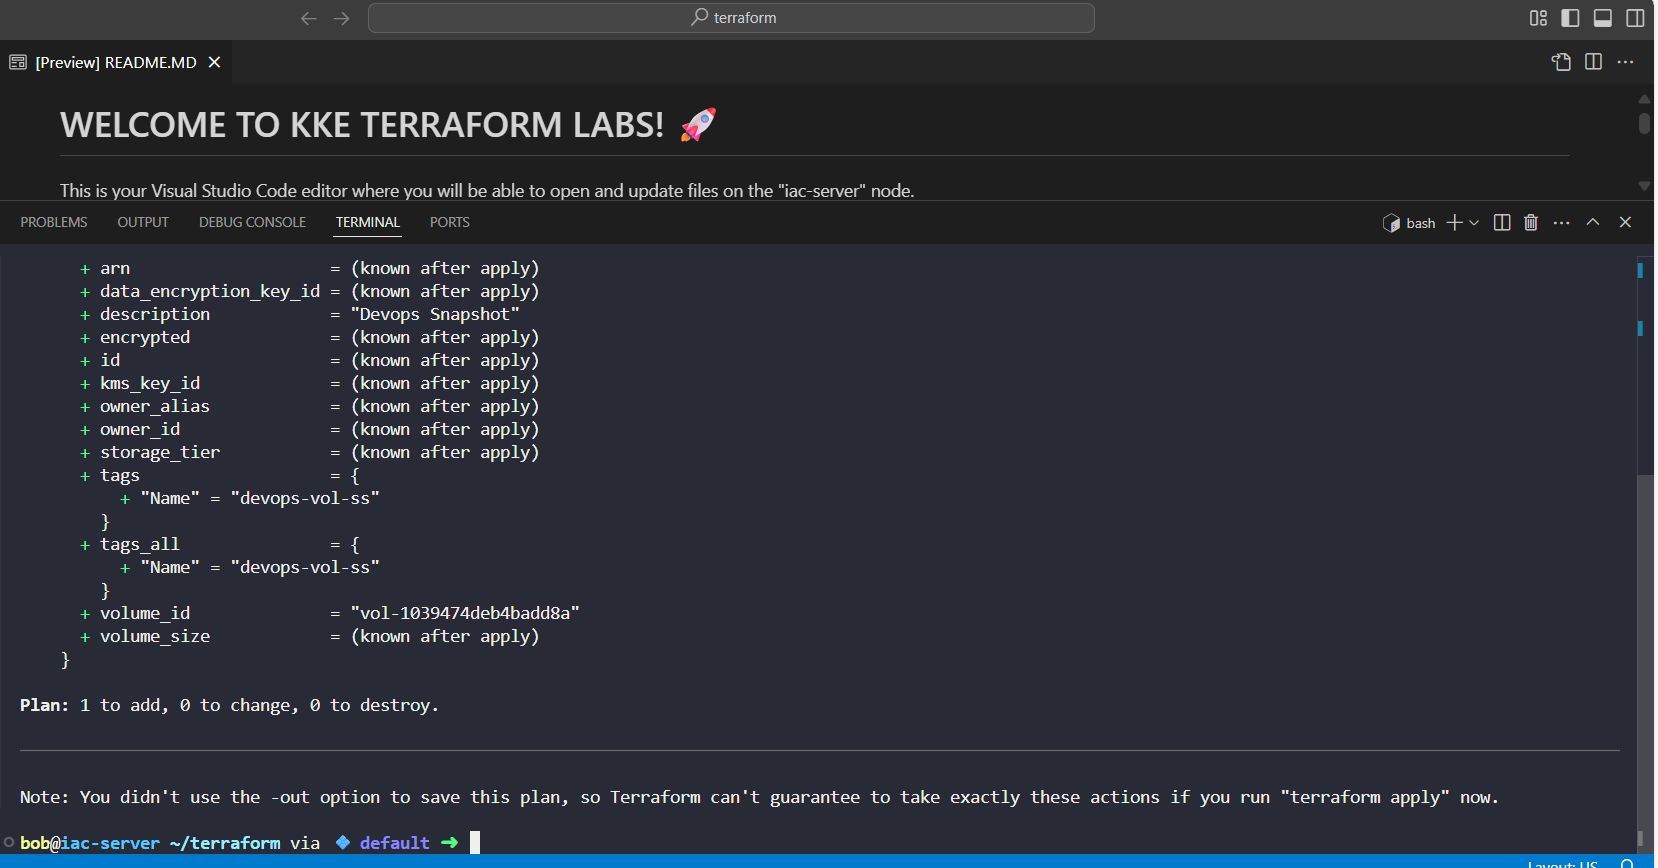 terraform
[Preview] README.MD
WELCOME TO KKE TERRAFORM LABS! 🚀
This is your Visual Studio Code editor where you will be able to open and update files on the "iac-server" node.
PROBLEMS OUTPUT DEBUG CONSOLE TERMINAL PORTS bash
+ arn = (known after apply)
+ data_encryption_key_id = (known after apply)
+ description = "Devops Snapshot"
+ encrypted = (known after apply)
+ id = (known after apply)
+ kms_key_id = (known after apply)
+ owner_alias = (known after apply)
+ owner_id = (known after apply)
+ storage_tier = (known after apply)
+ tags = {
+ "Name" = "devops-vol-ss"
}
+ tags_all = {
+ "Name" = "devops-vol-ss"
}
+ volume_id = "vol-1039474deb4badd8a"
+ volume_size = (known after apply)
}
Plan: 1 to add, 0 to change, 0 to destroy.
Note: You didn't use the -out option to save this plan, so Terraform can't guarantee to take exactly these actions if you run "terraform apply" now.
bob@iac-server ~/terraform via ◆ default ➜
Layout: US